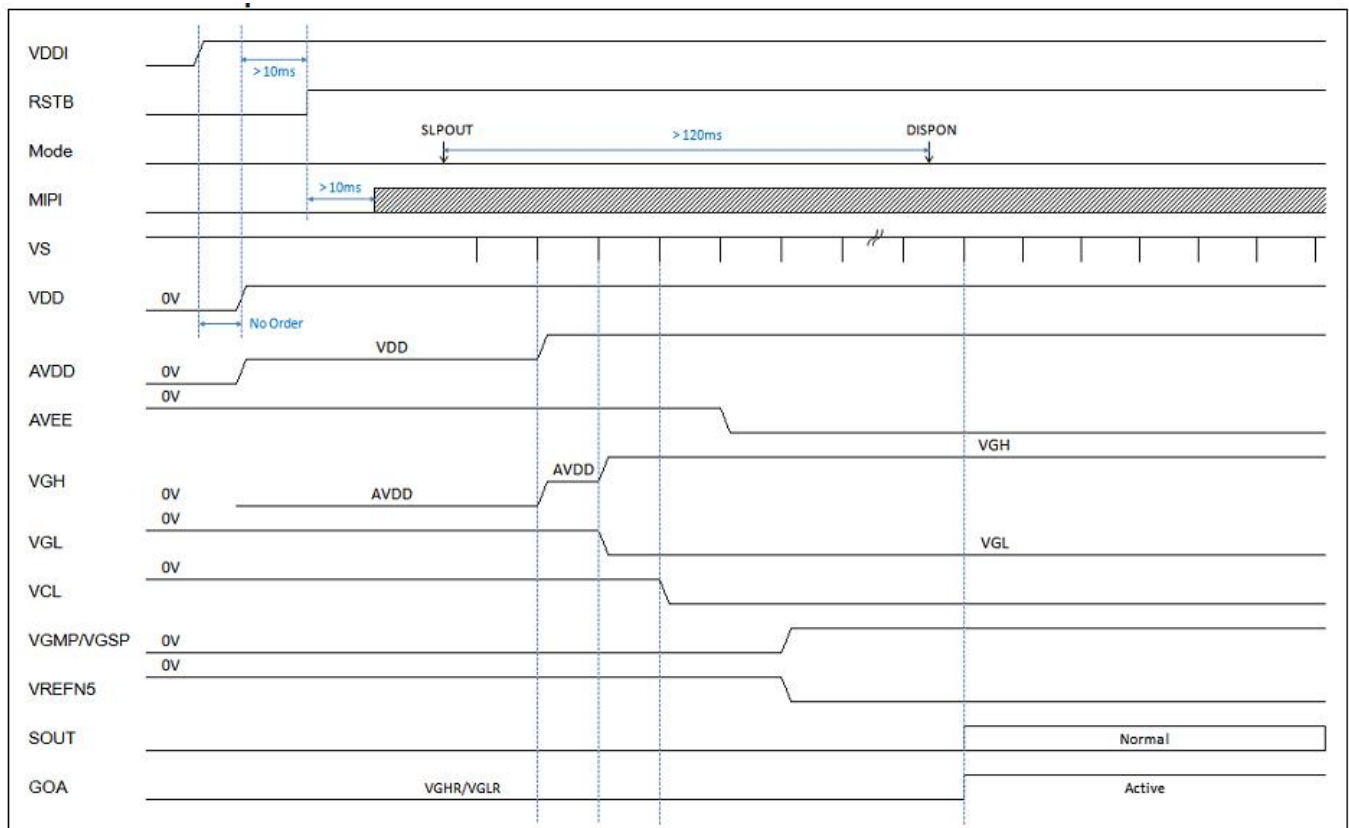 VDDI
> 10ms
RSTB
SLPOUT
> 120ms
DISPON
Mode
> 10ms
MIPI
VS
VDD
0V
No Order
VDD
AVDD
0V
0V
AVEE
VGH
AVDD
VGH
0V
AVDD
0V
VGL
VGL
0V
VCL
VGMP/VGSP
0V
0V
VREFN5
SOUT
Normal
GOA
VGHR/VGLR
Active